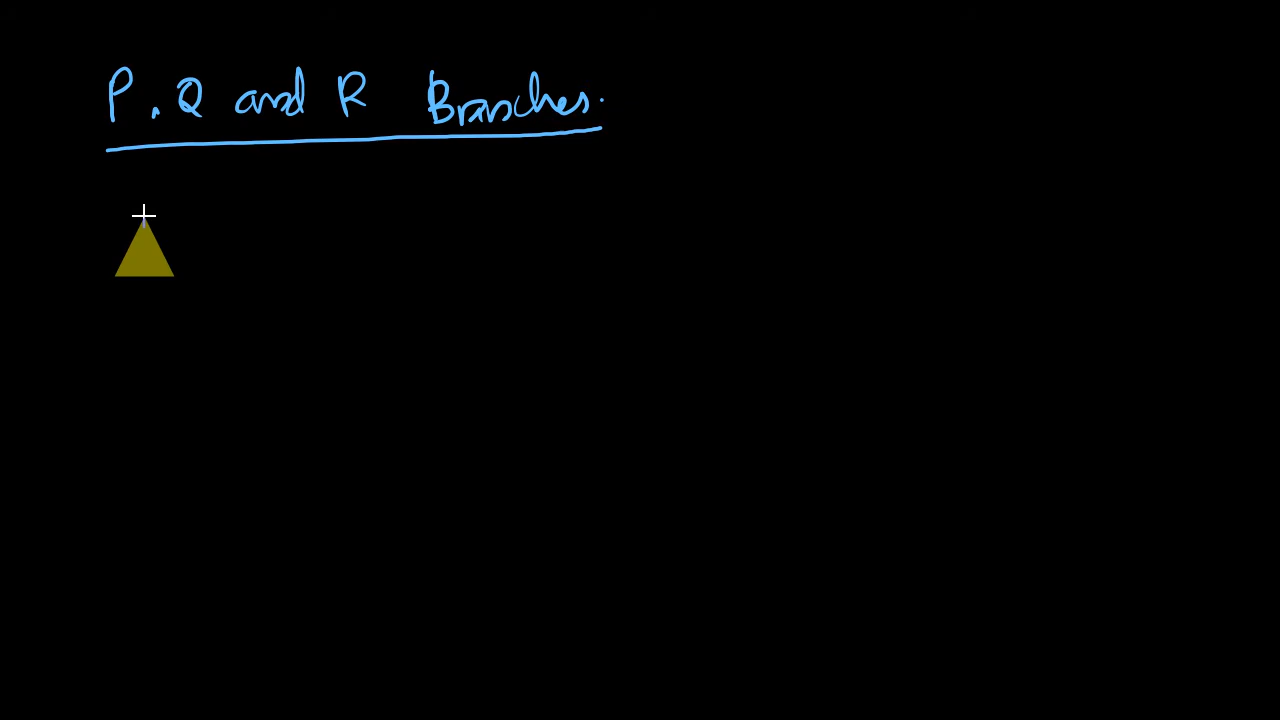 P, Q and R Branches.